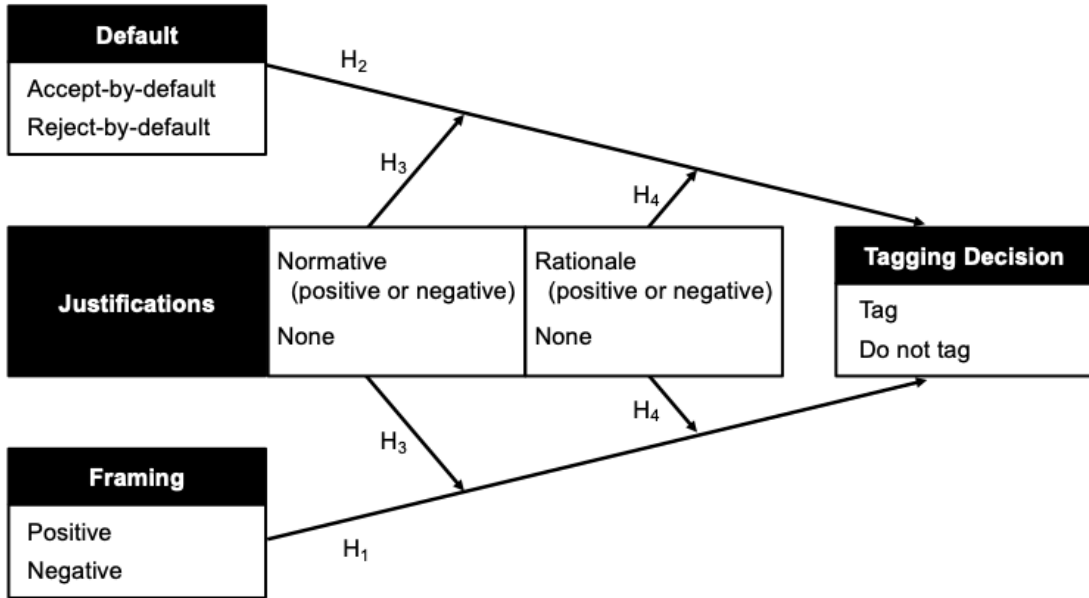 Default
Accept-by-default
Reject-by-default
H₂
H₃
H₄
Justifications
Normative
(positive or negative)
None
Rationale
(positive or negative)
None
Tagging Decision
Tag
Do not tag
H₃
H₄
Framing
Positive
Negative
H₁